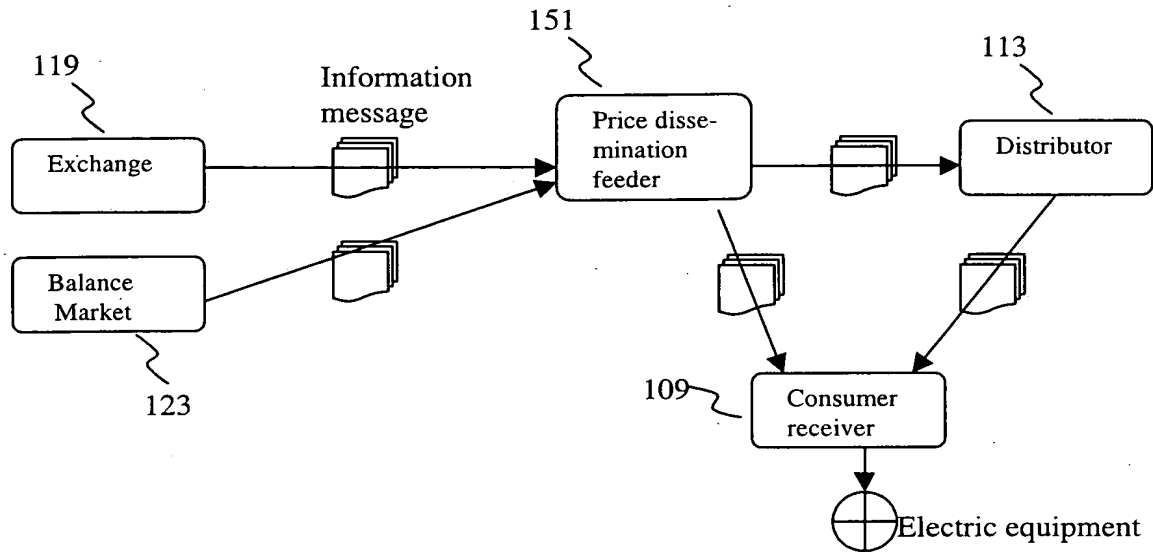 151
113
119
Information
message
Price disse-
mination
feeder
Exchange
Distributor
Balance
Market
123
109
Consumer
receiver
Electric equipment